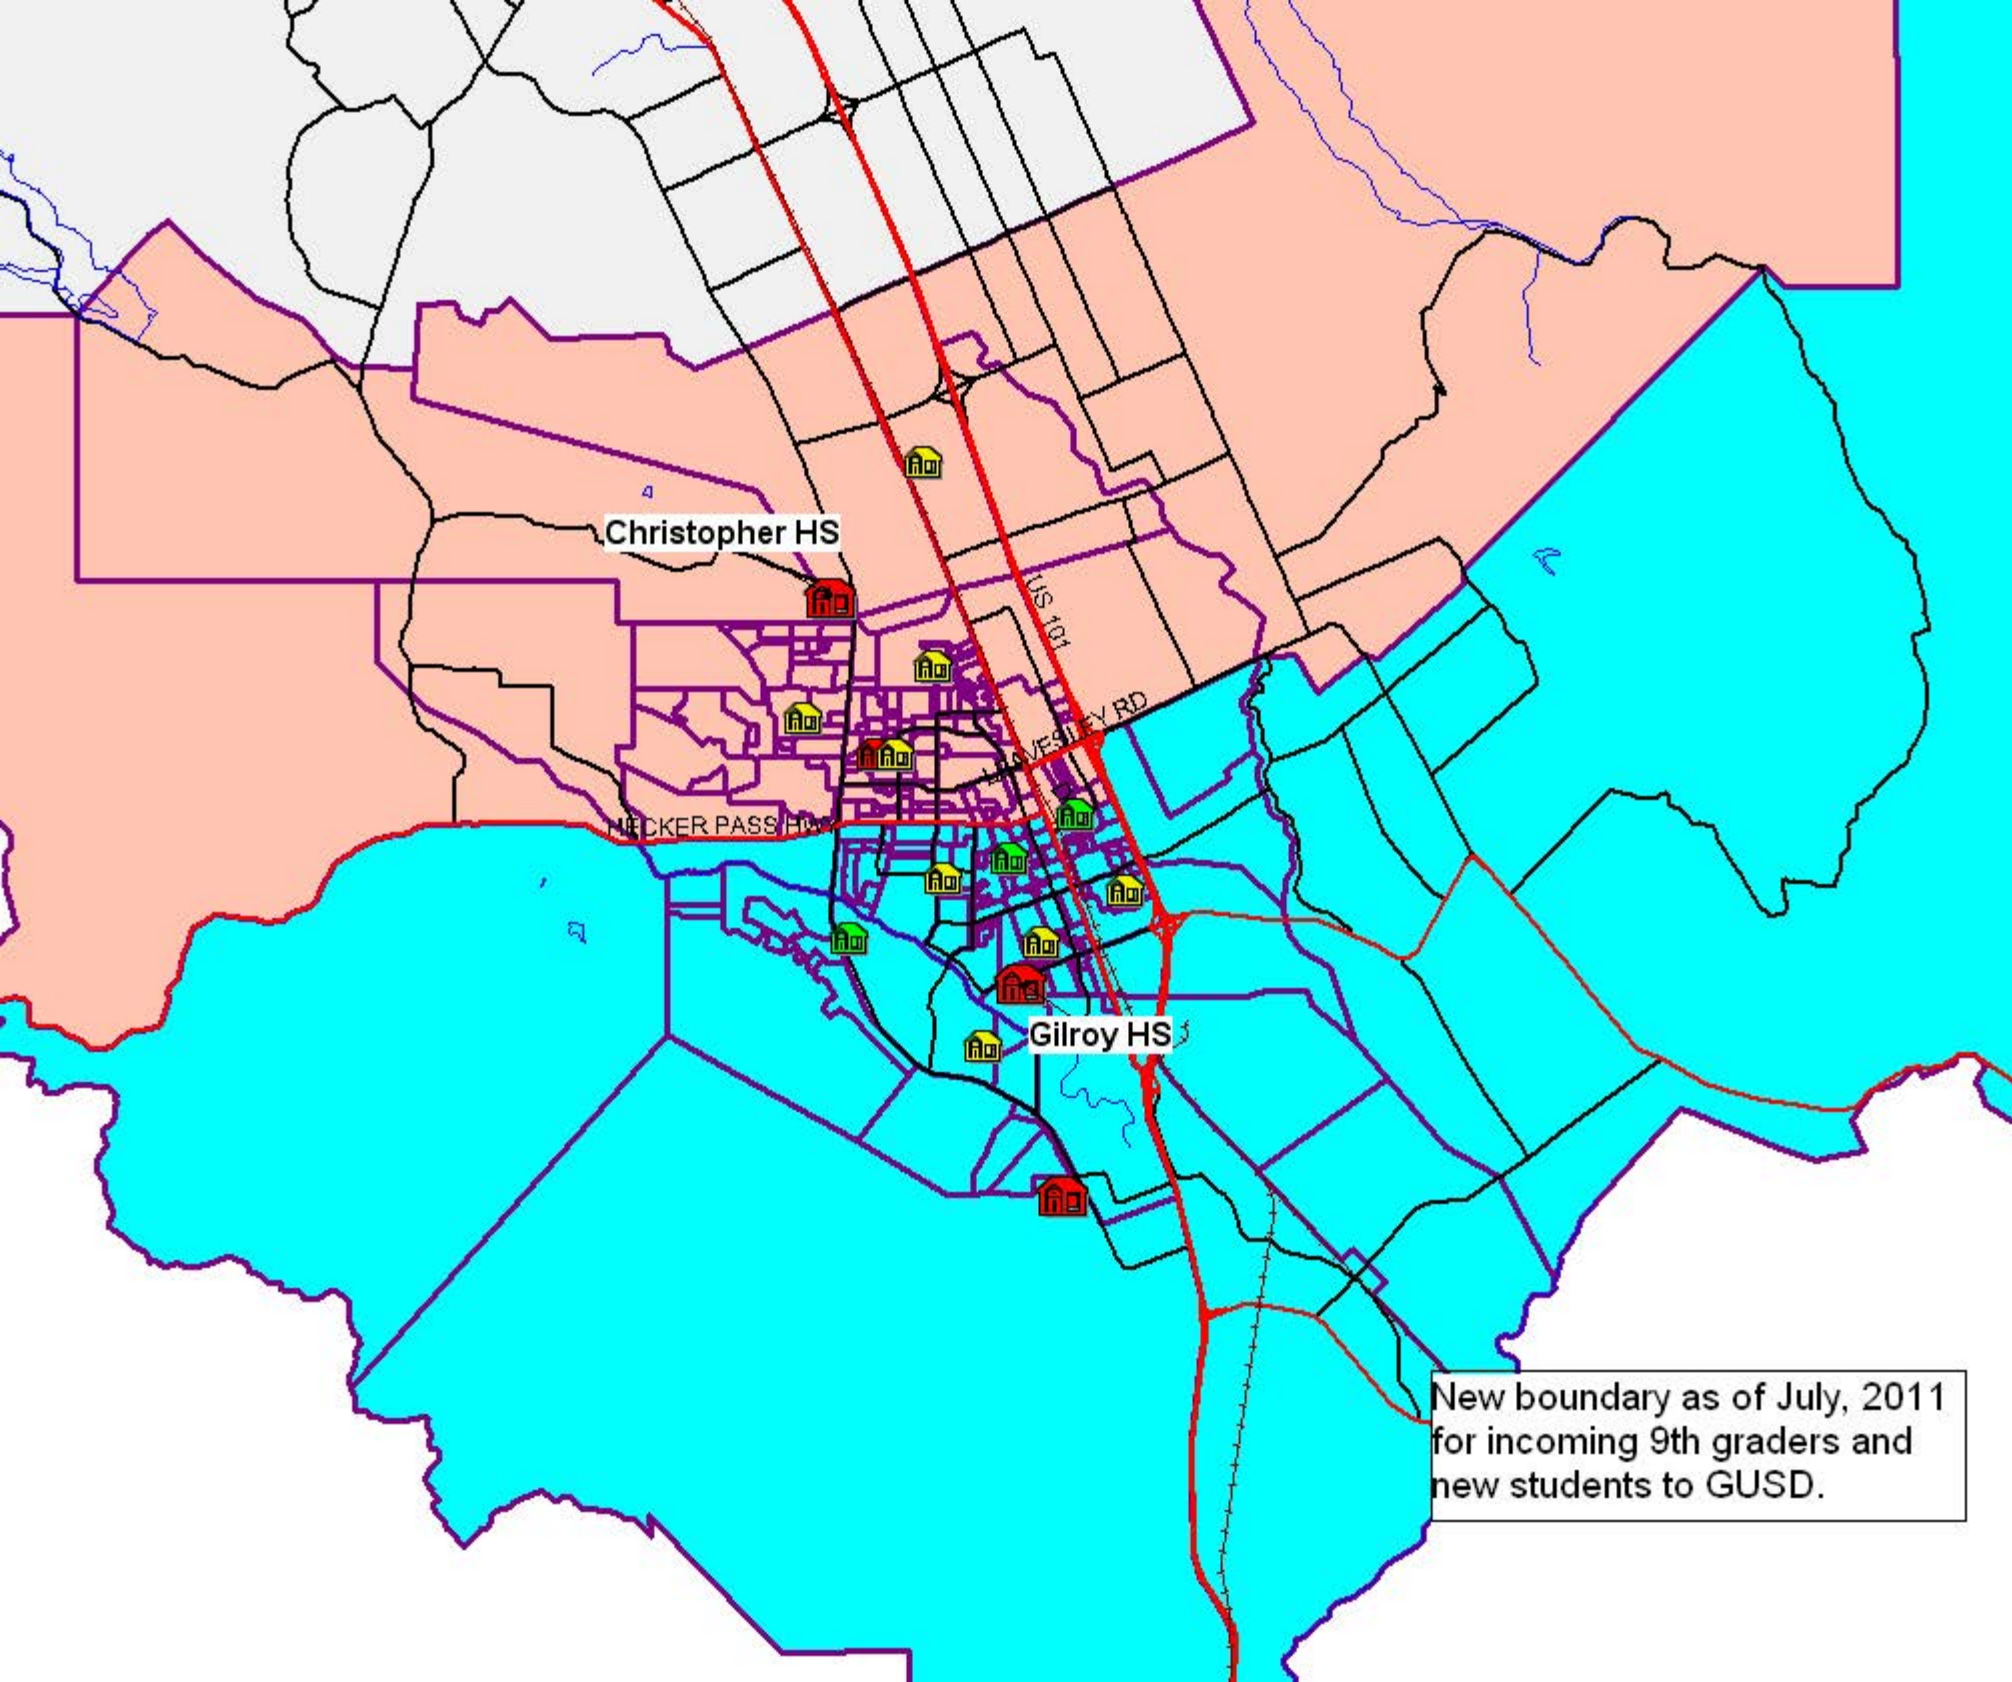 Christopher HS
US 101
LEAVESLEY RD
HECKER PASS HWY
Gilroy HS
New boundary as of July, 2011
for incoming 9th graders and
new students to GUSD.